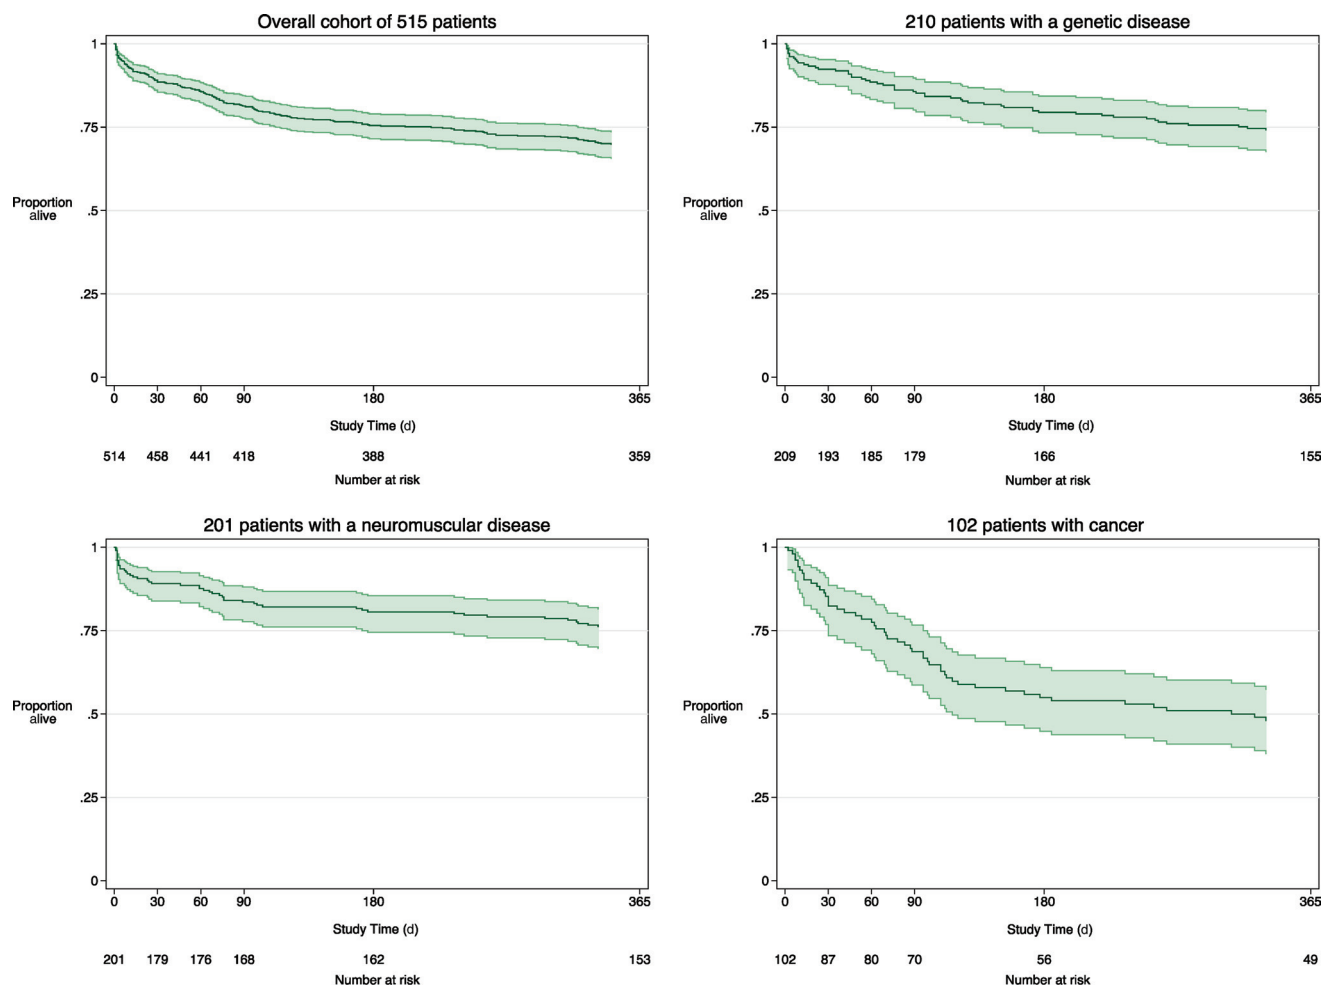 Overall cohort of 515 patients
1
.75
Proportion
alive
.5
.25
0
0 30 60 90 180 365
Study Time (d)
514 458 441 418 388 359
Number at risk
210 patients with a genetic disease
1
.75
Proportion
alive
.5
.25
0
0 30 60 90 180 365
Study Time (d)
209 193 185 179 166 155
Number at risk
201 patients with a neuromuscular disease
1
.75
Proportion
alive
.5
.25
0
0 30 60 90 180 365
Study Time (d)
201 179 176 168 162 153
Number at risk
102 patients with cancer
1
.75
Proportion
alive
.5
.25
0
0 30 60 90 180 365
Study Time (d)
102 87 80 70 56 49
Number at risk